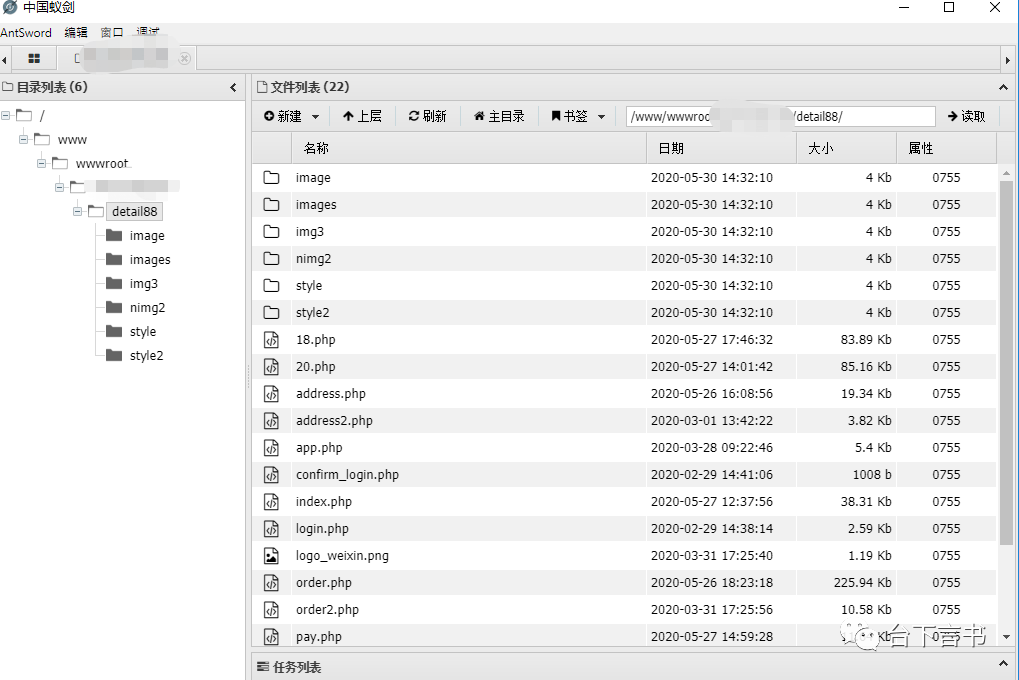 中国蚁剑
AntSword 编辑 窗口 调试
目录列表 (6)
/
www
wwwroot
detail88
image
images
img3
nimg2
style
style2
文件列表 (22)
新建 上层 刷新 主目录 书签 /www/wwwroo /detail88/ 读取
名称 日期 大小 属性
image 2020-05-30 14:32:10 4 Kb 0755
images 2020-05-30 14:32:10 4 Kb 0755
img3 2020-05-30 14:32:10 4 Kb 0755
nimg2 2020-05-30 14:32:10 4 Kb 0755
style 2020-05-30 14:32:10 4 Kb 0755
style2 2020-05-30 14:32:10 4 Kb 0755
18.php 2020-05-27 17:46:32 83.89 Kb 0755
20.php 2020-05-27 14:01:42 85.16 Kb 0755
address.php 2020-05-26 16:08:56 19.34 Kb 0755
address2.php 2020-03-01 13:42:22 3.82 Kb 0755
app.php 2020-03-28 09:22:46 5.4 Kb 0755
confirm_login.php 2020-02-29 14:41:06 1008 b 0755
index.php 2020-05-27 12:37:56 38.31 Kb 0755
login.php 2020-02-29 14:38:14 2.59 Kb 0755
logo_weixin.png 2020-03-31 17:25:40 1.19 Kb 0755
order.php 2020-05-26 18:23:18 225.94 Kb 0755
order2.php 2020-03-31 17:25:56 10.58 Kb 0755
pay.php 2020-05-27 14:59:28 Kb
台下言书
任务列表